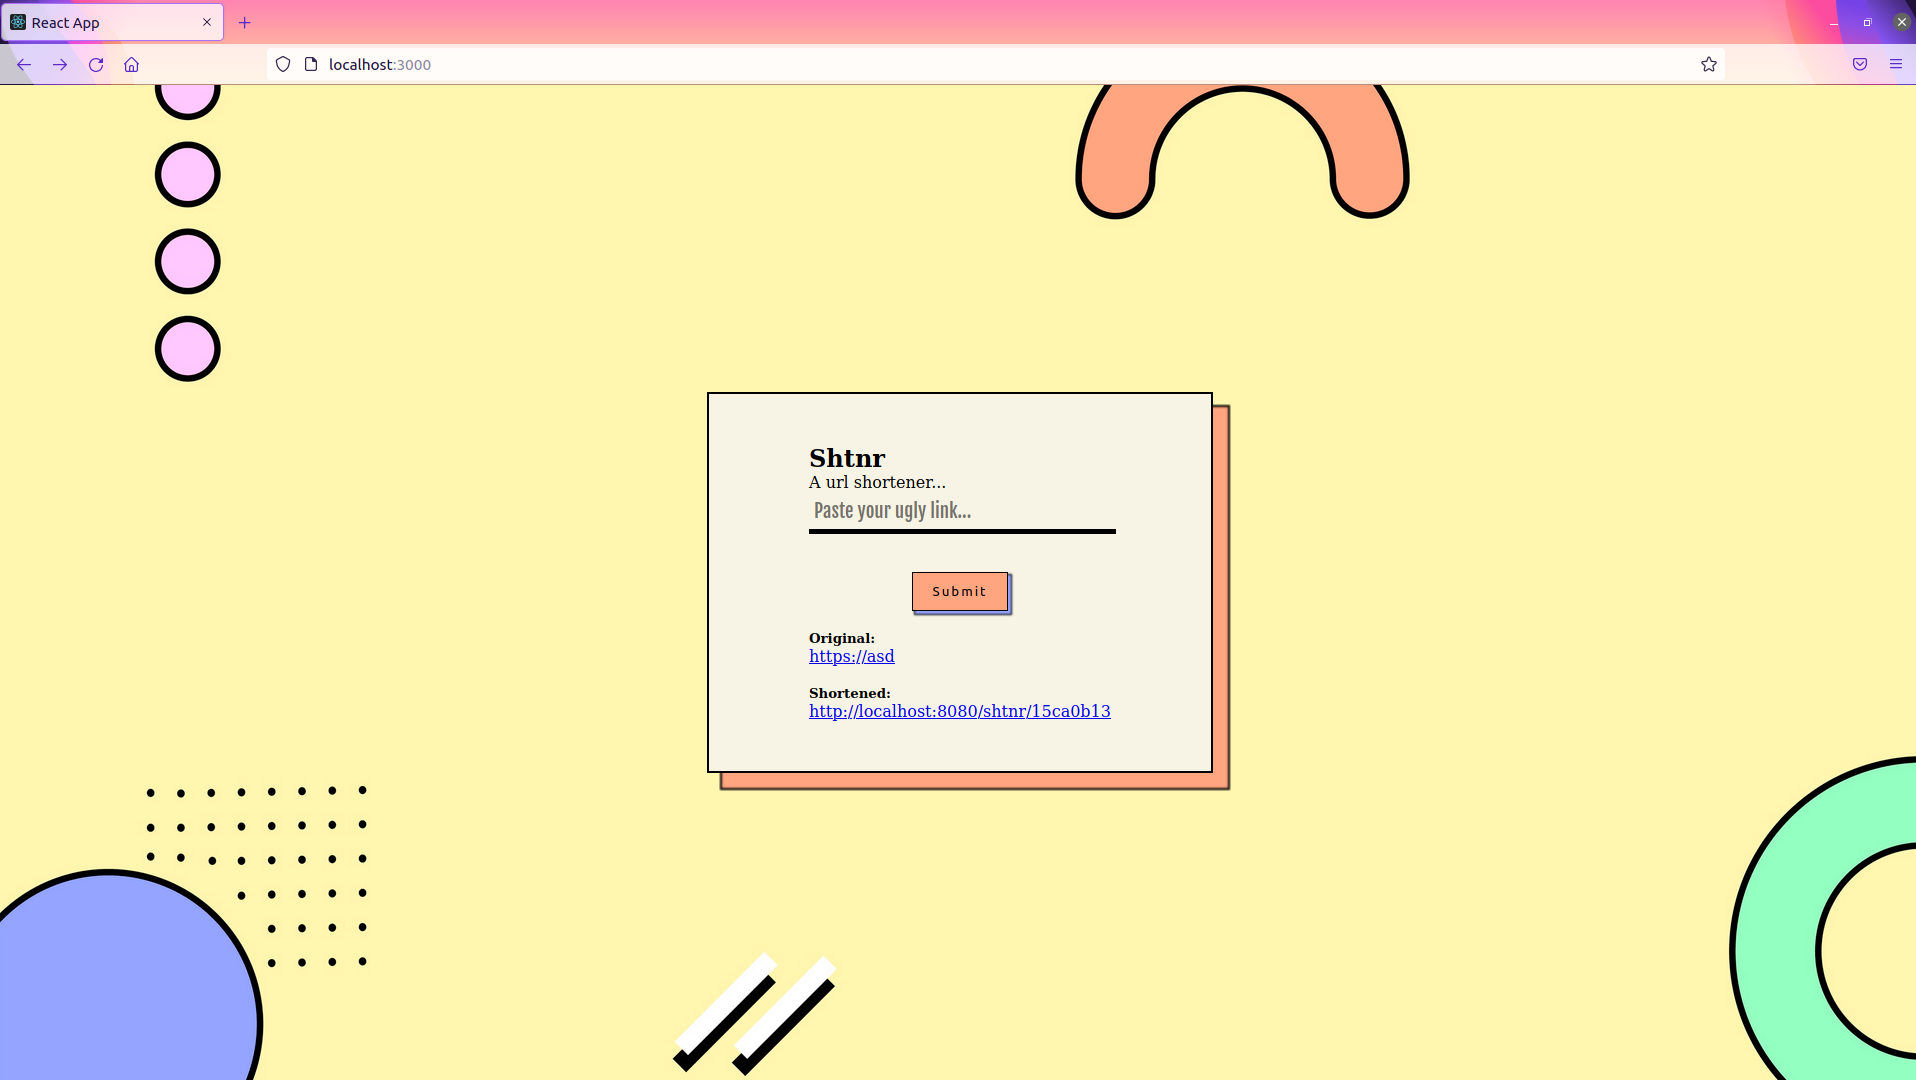 React App
localhost:3000
Shtnr
A url shortener...
Paste your ugly link...
Submit
Original:
https://asd
Shortened:
http://localhost:8080/shtnr/15ca0b13